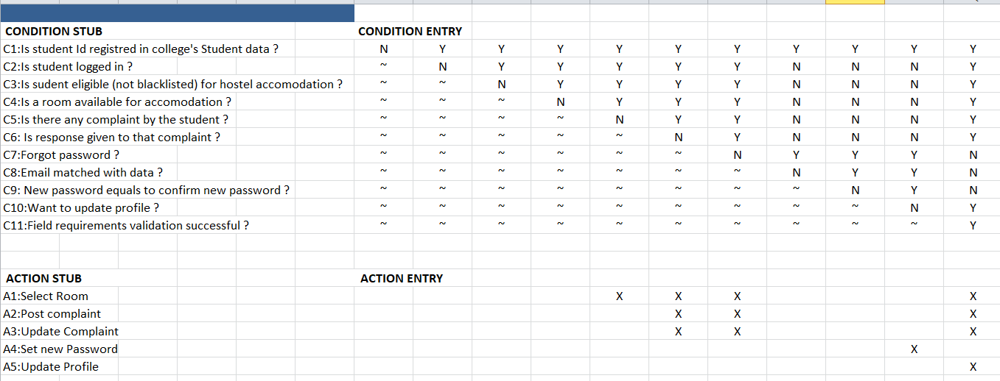 CONDITION STUB CONDITION ENTRY
C1:Is student Id registred in college's Student data ? N Y Y Y Y Y Y Y Y Y Y
C2:Is student logged in ? ~ N Y Y Y Y Y N N N Y
C3:Is sudent eligible (not blacklisted) for hostel accomodation ? ~ ~ N Y Y Y Y N N N Y
C4:Is a room available for accomodation ? ~ ~ ~ N Y Y Y N N N Y
C5:Is there any complaint by the student ? ~ ~ ~ ~ N Y Y N N N Y
C6: Is response given to that complaint ? ~ ~ ~ ~ ~ N Y N N N Y
C7:Forgot password ? ~ ~ ~ ~ ~ ~ N Y Y Y N
C8:Email matched with data ? ~ ~ ~ ~ ~ ~ ~ N Y Y N
C9: New password equals to confirm new password ? ~ ~ ~ ~ ~ ~ ~ ~ N Y N
C10:Want to update profile ? ~ ~ ~ ~ ~ ~ ~ ~ ~ N Y
C11:Field requirements validation successful ? ~ ~ ~ ~ ~ ~ ~ ~ ~ ~ Y
ACTION STUB ACTION ENTRY
A1:Select Room X X X X
A2:Post complaint X X X
A3:Update Complaint X X X
A4:Set new Password X
A5:Update Profile X